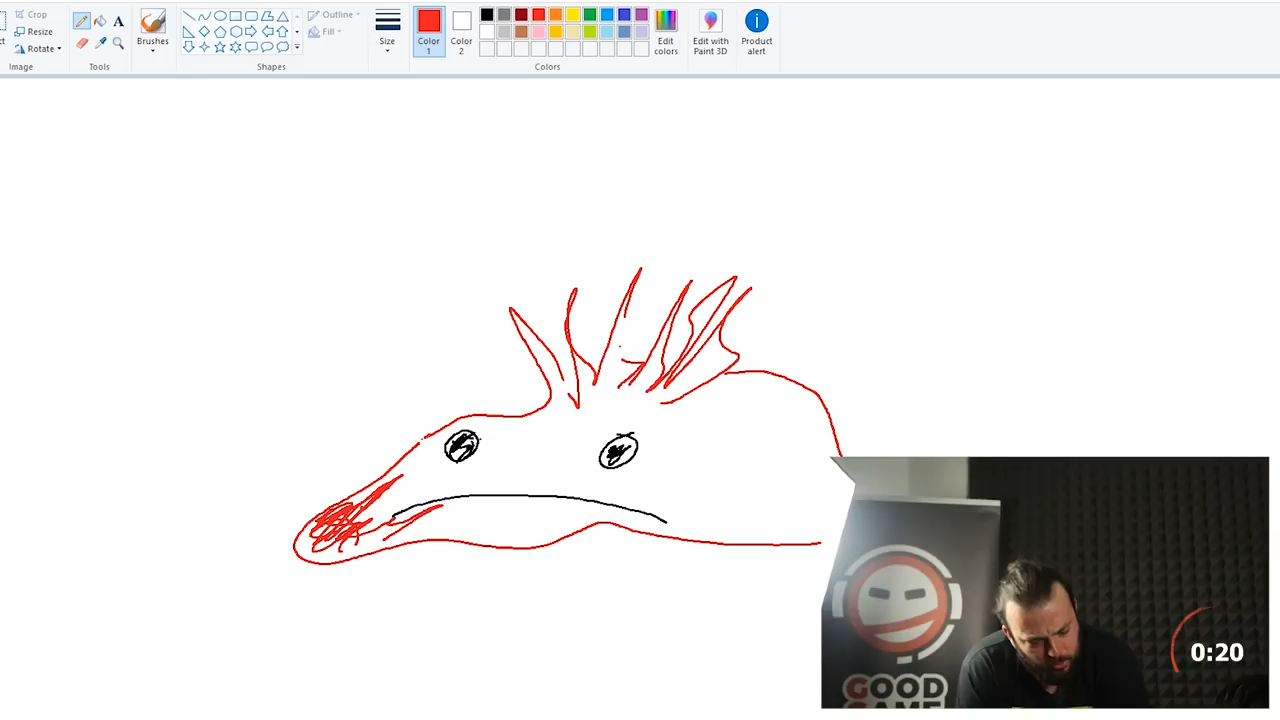 Crop
Resize
Rotate
Image
Tools
Brushes
Shapes
Outline
Fill
Size
Color 1
Color 2
Colors
Edit colors
Edit with Paint 3D
Product alert
0:20
GOOD
GAME